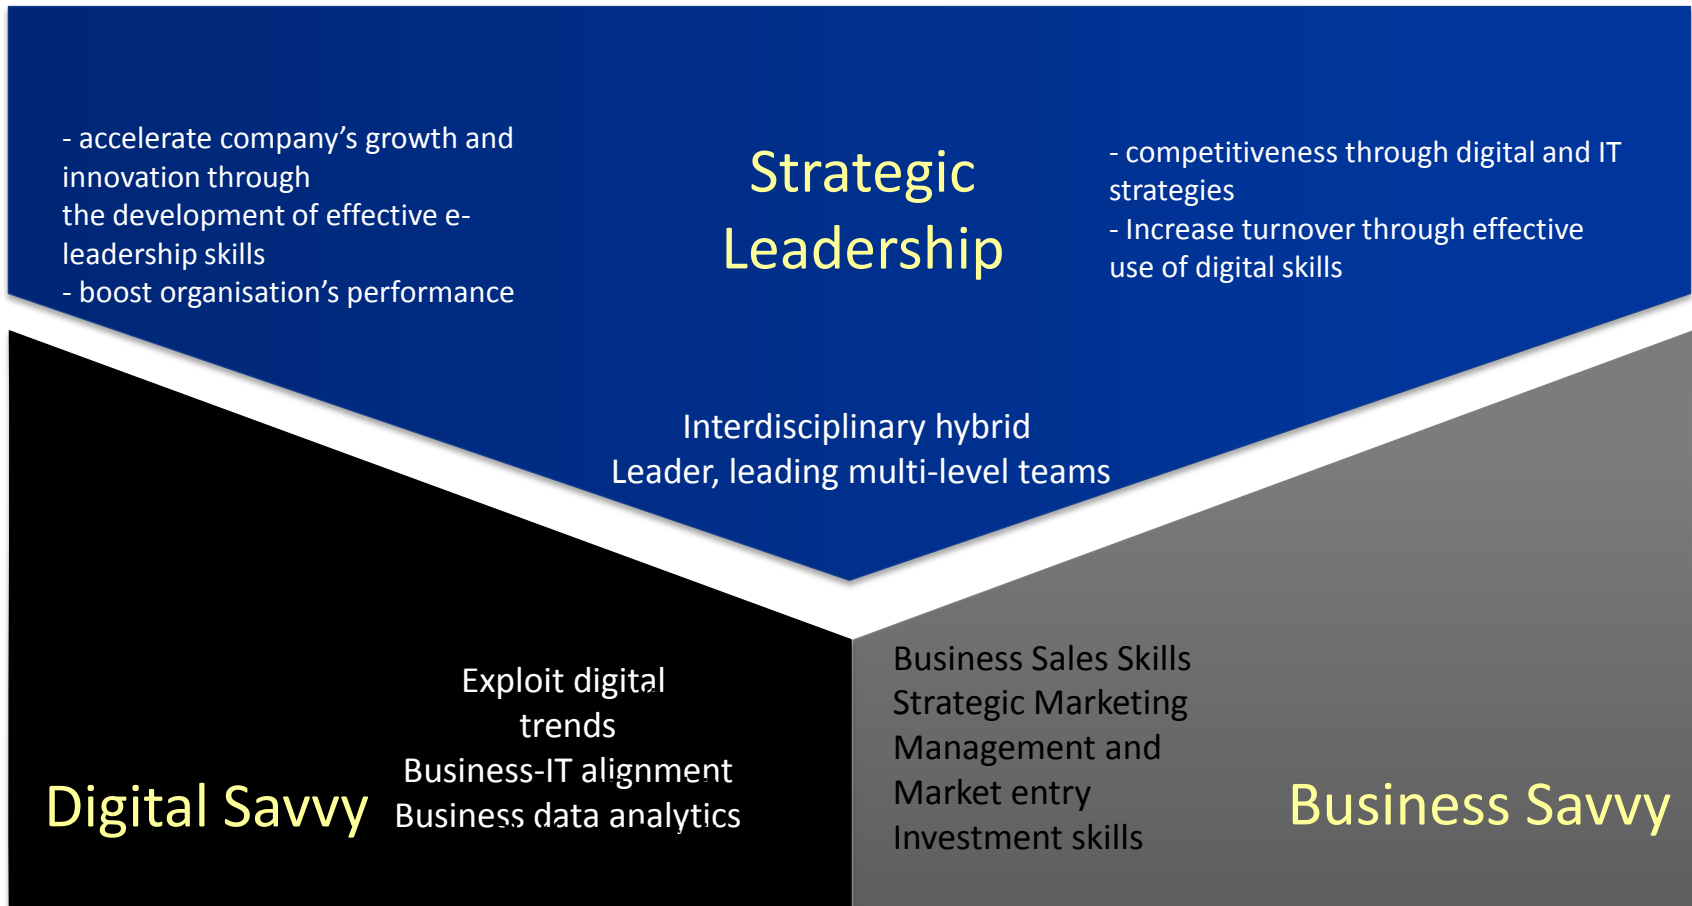 - accelerate company’s growth and
innovation through
the development of effective e-
leadership skills
- boost organisation’s performance
Strategic
Leadership
- competitiveness through digital and IT
strategies
- Increase turnover through effective
use of digital skills
Interdisciplinary hybrid
Leader, leading multi-level teams
Digital Savvy
Exploit digital
trends
Business-IT alignment
Business data analytics
Business Sales Skills
Strategic Marketing
Management and
Market entry
Investment skills
Business Savvy